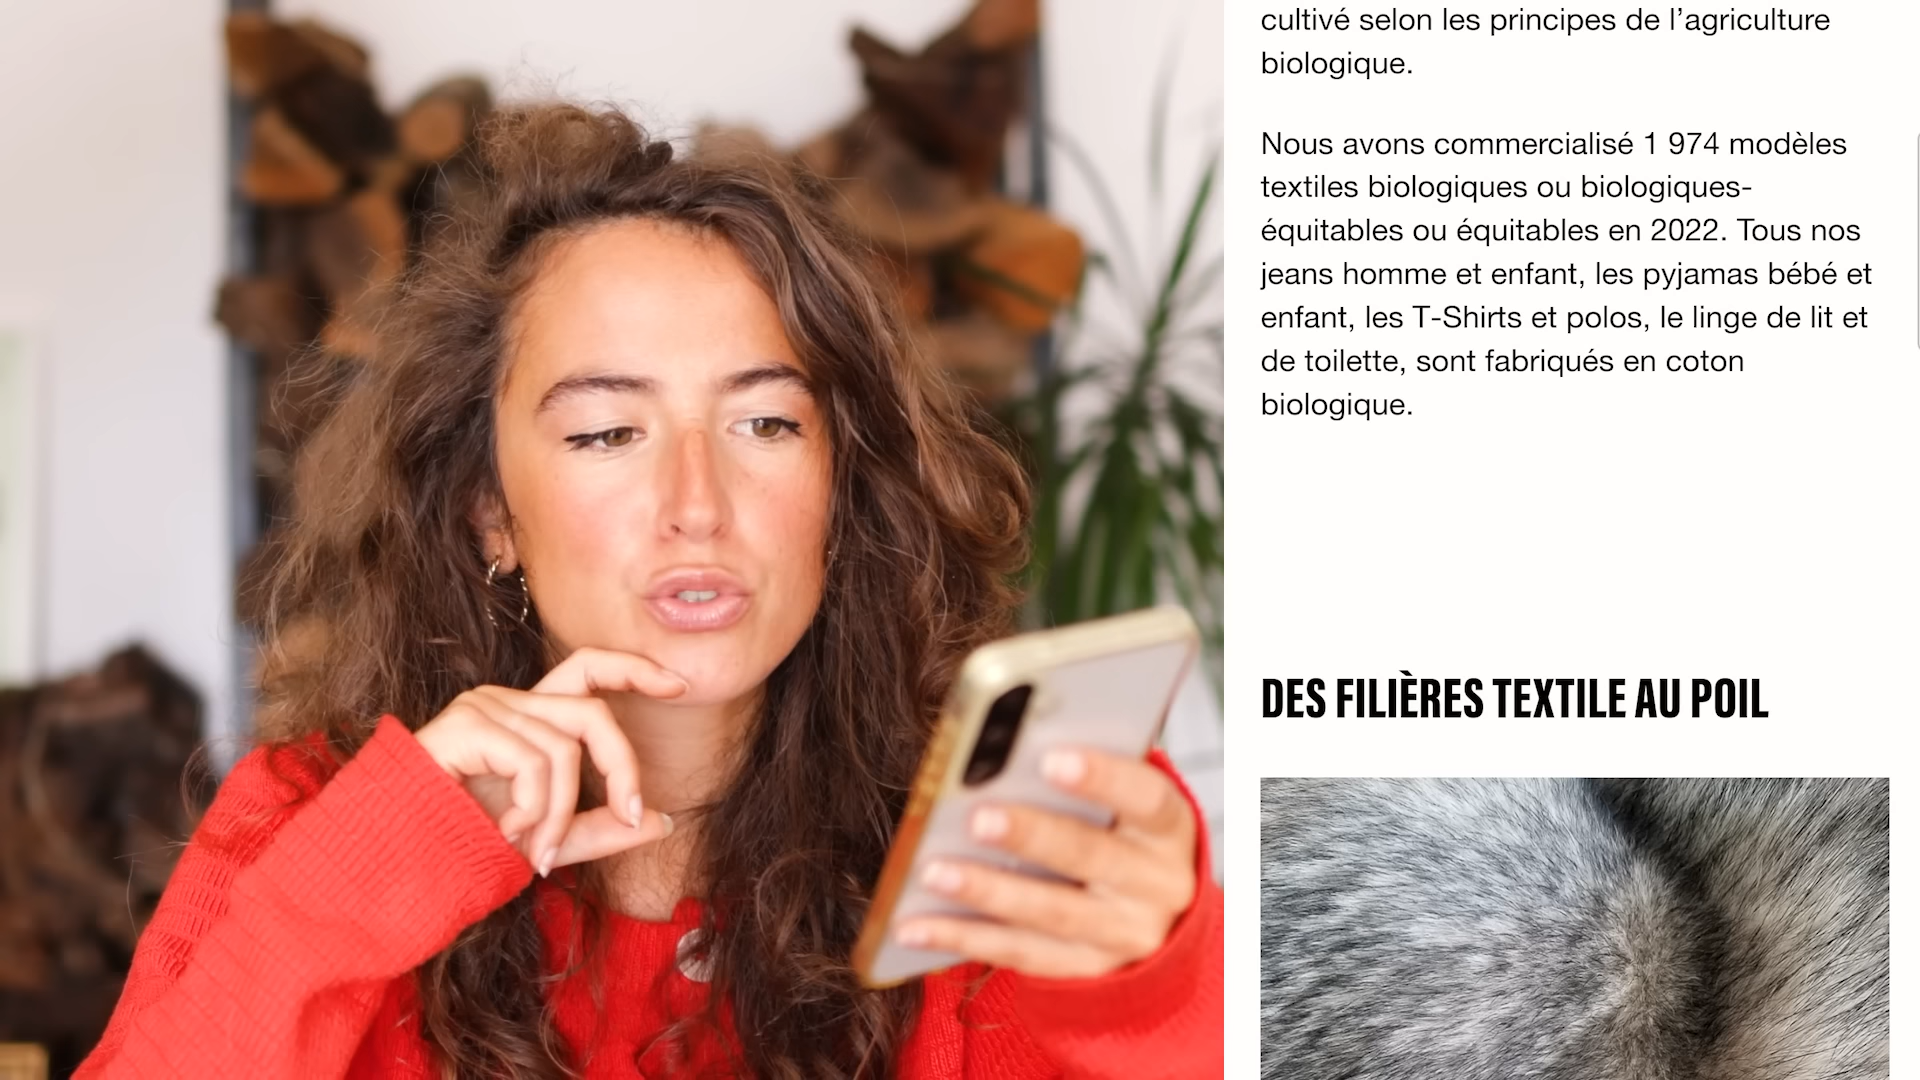 cultivé selon les principes de l’agriculture
biologique.
Nous avons commercialisé 1 974 modèles
textiles biologiques ou biologiques-
équitables ou équitables en 2022. Tous nos
jeans homme et enfant, les pyjamas bébé et
enfant, les T-Shirts et polos, le linge de lit et
de toilette, sont fabriqués en coton
biologique.
DES FILIÈRES TEXTILE AU POIL